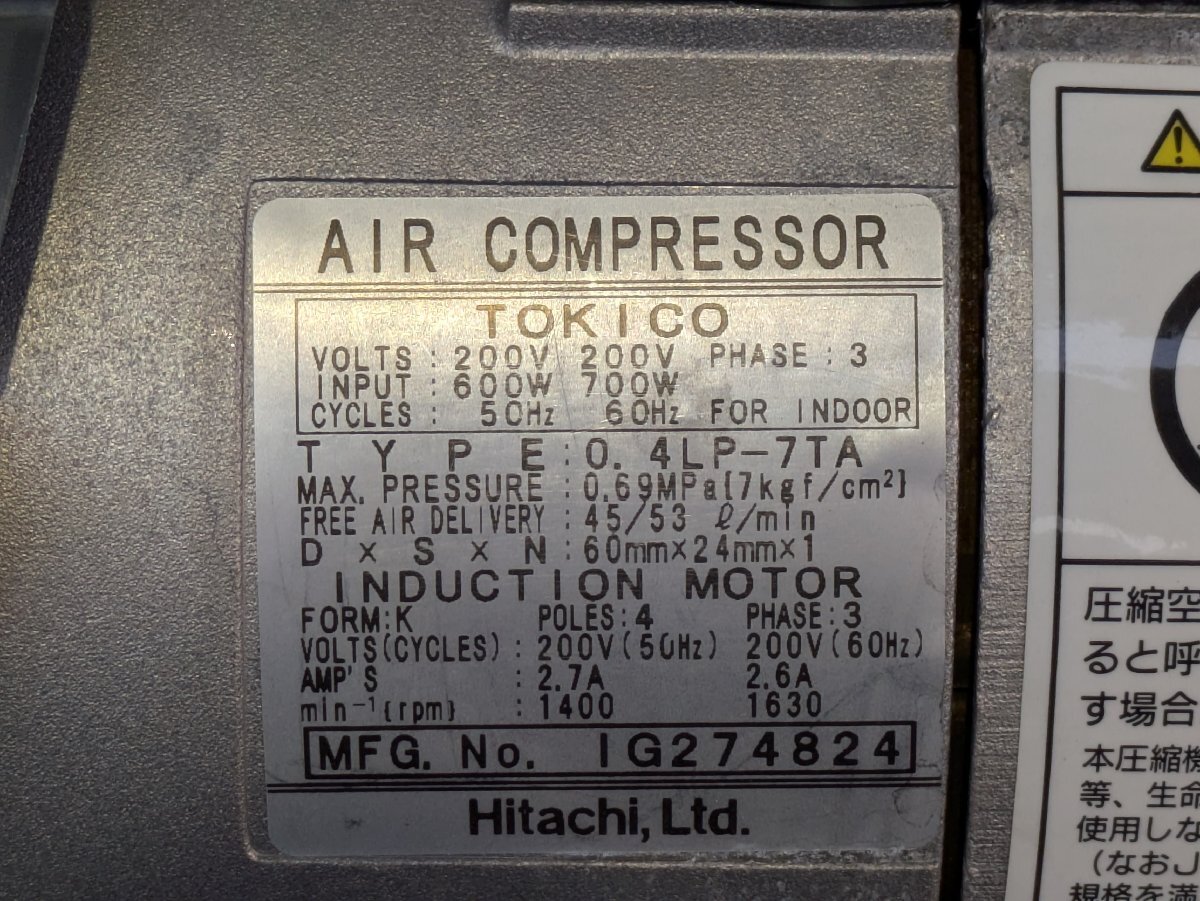 AIR COMPRESSOR
TOKICO
VOLTS : 200V 200V PHASE : 3
INPUT : 600W 700W
CYCLES : 50Hz 60Hz FOR INDOOR
TYPE : 0.4LP-7TA
MAX. PRESSURE : 0.69MPa{7kgf/cm²}
FREE AIR DELIVERY : 45/53 ℓ/min
D × S × N : 60mm×24mm×1
INDUCTION MOTOR
FORM:K POLES:4 PHASE:3
VOLTS(CYCLES) : 200V(50Hz) 200V(60Hz)
AMP'S : 2.7A 2.6A
min⁻¹{rpm} : 1400 1630
MFG. No. IG274824
Hitachi, Ltd.
圧縮空
ると呼
す場合
本圧縮機
等、生命
使用しな
（なおJ
規格を満